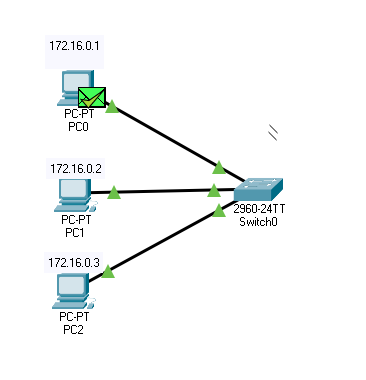 172.16.0.1
PC-PT
PC0
172.16.0.2
PC-PT
PC1
2960-24TT
Switch0
172.16.0.3
PC-PT
PC2